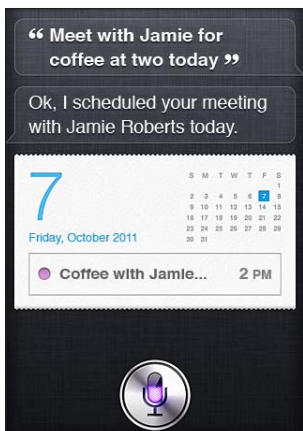 “ Meet with Jamie for
coffee at two today ”
Ok, I scheduled your meeting
with Jamie Roberts today.
7
Friday, October 2011
S M T W T F S
1
2 3 4 5 6 7 8
9 10 11 12 13 14 15
16 17 18 19 20 21 22
23 24 25 26 27 28 29
30 31
Coffee with Jamie... 2 PM